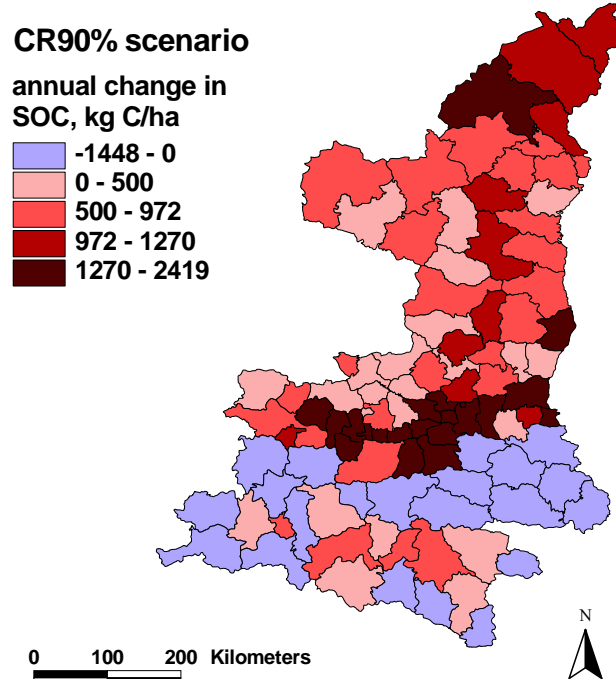 CR90% scenario
annual change in
SOC, kg C/ha
-1448 - 0
0 - 500
500 - 972
972 - 1270
1270 - 2419
N
0 100 200 Kilometers